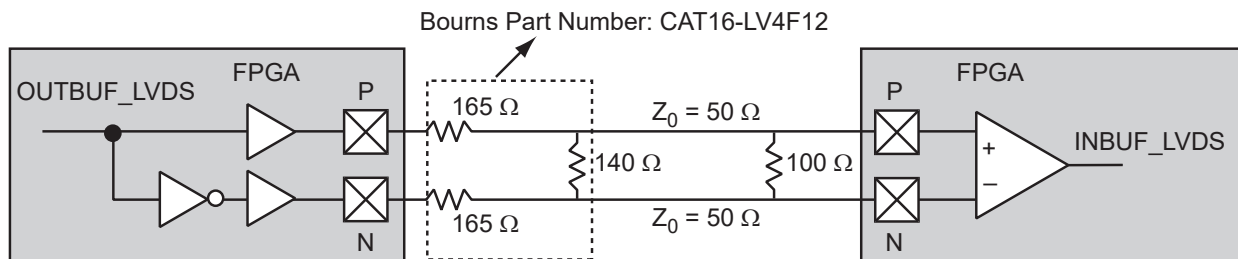 Bourns Part Number: CAT16-LV4F12
FPGA
FPGA
OUTBUF_LVDS
P
165 Ω
Z0 = 50 Ω
P
140 Ω
100 Ω
+
−
INBUF_LVDS
N
165 Ω
Z0 = 50 Ω
N